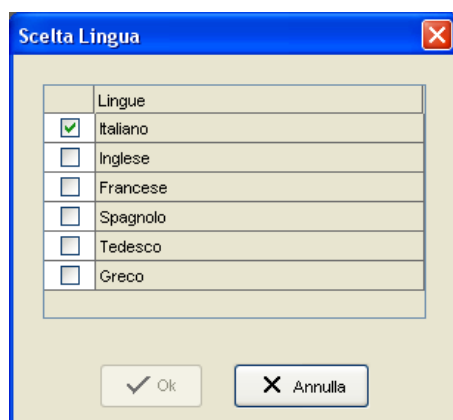 Scelta Lingua
Lingue
Italiano
Inglese
Francese
Spagnolo
Tedesco
Greco
Ok
Annulla